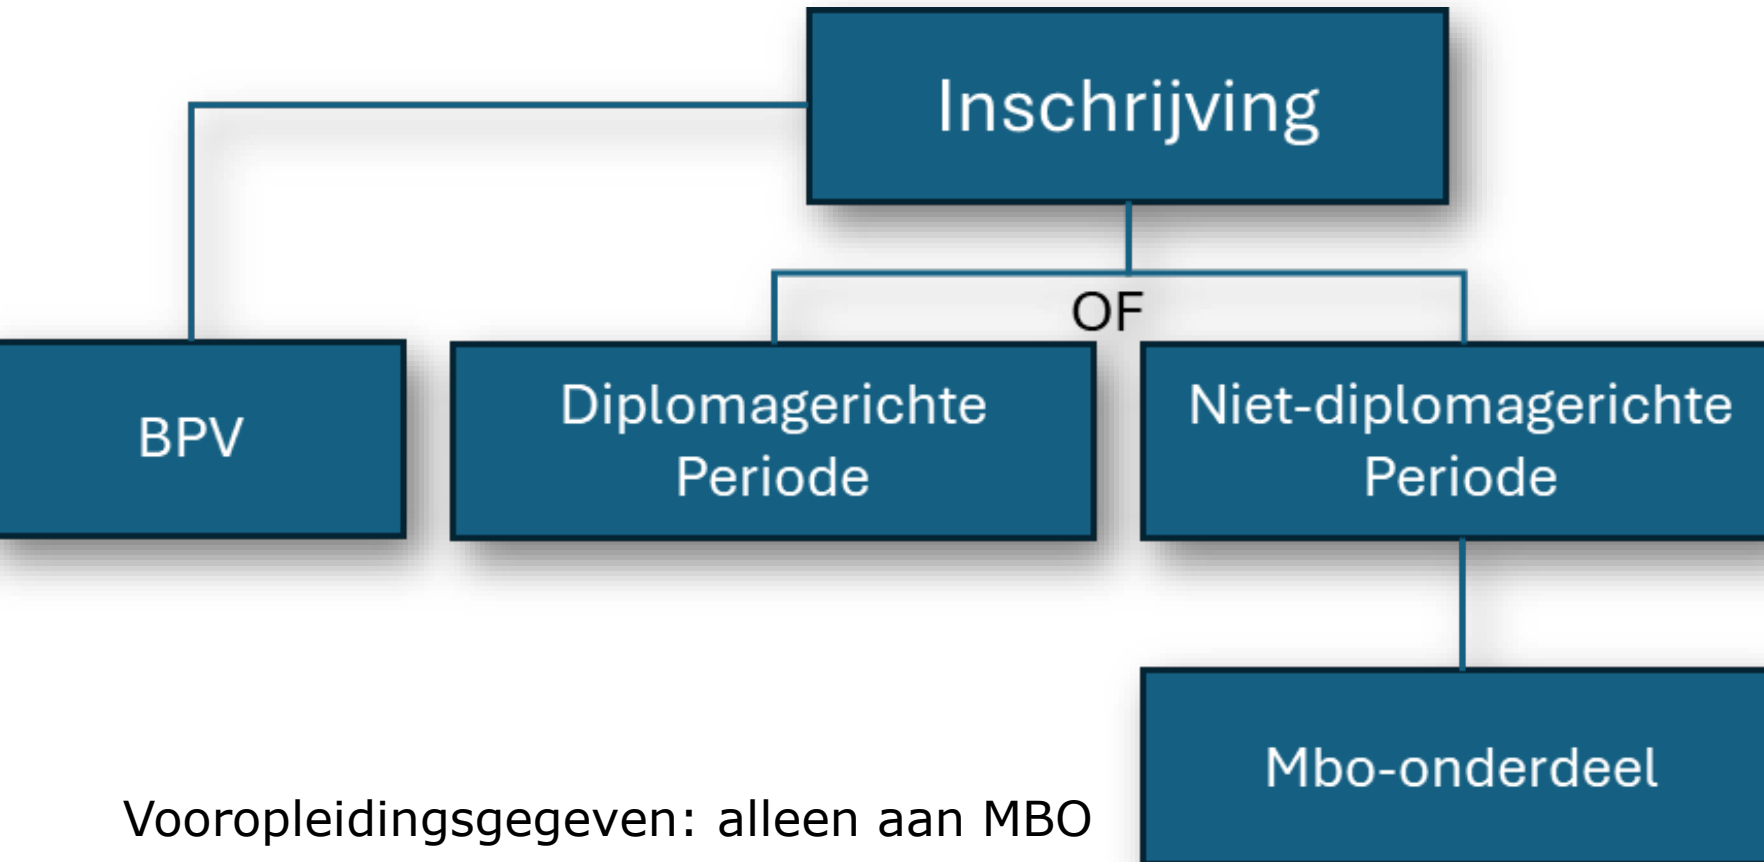 Inschrijving
OF
BPV
Diplomagerichte
Periode
Niet-diplomagerichte
Periode
Mbo-onderdeel
Vooropleidingsgegeven: alleen aan MBO